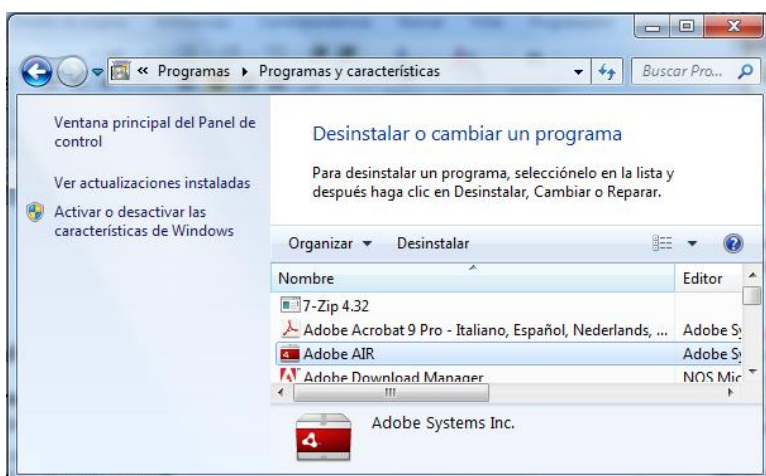 « Programas Programas y características
Buscar Pro...
Ventana principal del Panel de
control
Ver actualizaciones instaladas
Activar o desactivar las
características de Windows
Desinstalar o cambiar un programa
Para desinstalar un programa, selecciónelo en la lista y
después haga clic en Desinstalar, Cambiar o Reparar.
Organizar Desinstalar
Nombre Editor
7-Zip 4.32
Adobe Acrobat 9 Pro - Italiano, Español, Nederlands, ... Adobe Sy
Adobe AIR Adobe Sy
Adobe Download Manager NOS Mic
Adobe Systems Inc.